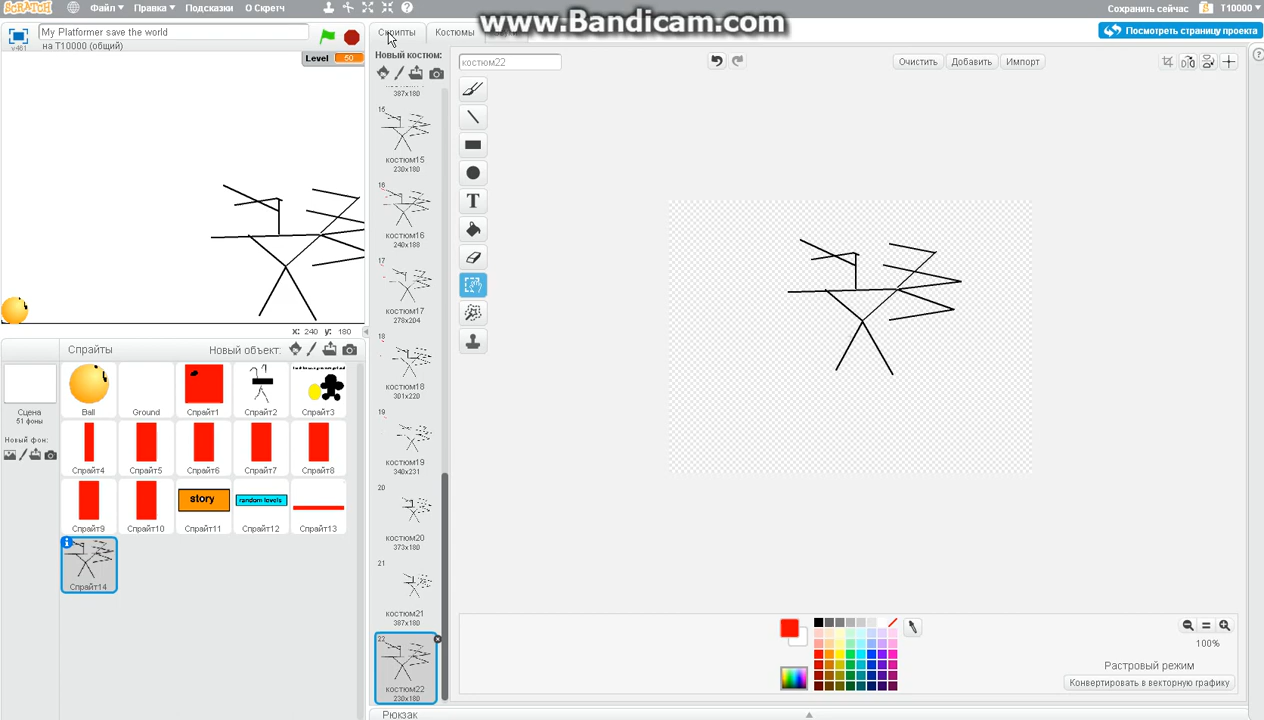 www.Bandicam.com
SCRATCH Файл Правка Подсказки О Скретч Сохранить сейчас T10000
My Platformer save the world
на T10000 (общий)
v461
Level 50
Скрипты Костюмы
Посмотреть страницу проекта
Новый костюм:
костюм22
Очистить Добавить Импорт
387x180
15
костюм15
230x180
16
костюм16
240x188
17
костюм17
278x204
18
костюм18
301x220
19
костюм19
340x231
20
костюм20
373x180
21
костюм21
387x180
22
костюм22
230x180
T
x: 240 y: 180
Спрайты Новый объект:
Сцена
51 фоны
Новый фон:
Ball Ground Спрайт1 Спрайт2 Спрайт3
Спрайт4 Спрайт5 Спрайт6 Спрайт7 Спрайт8
story random levels
Спрайт9 Спрайт10 Спрайт11 Спрайт12 Спрайт13
Спрайт14
100%
Растровый режим
Конвертировать в векторную графику
Рюкзак